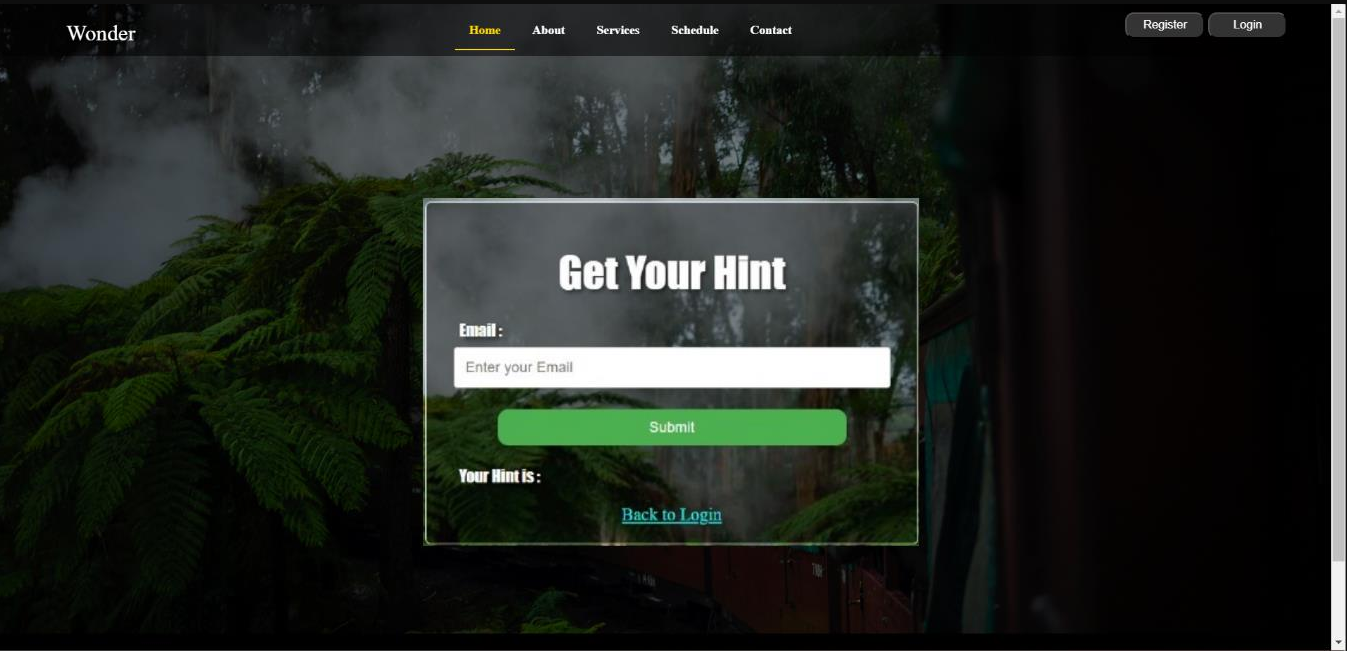 Wonder
Home About Services Schedule Contact
Register Login
Get Your Hint
Email :
Enter your Email
Submit
Your Hint is :
Back to Login